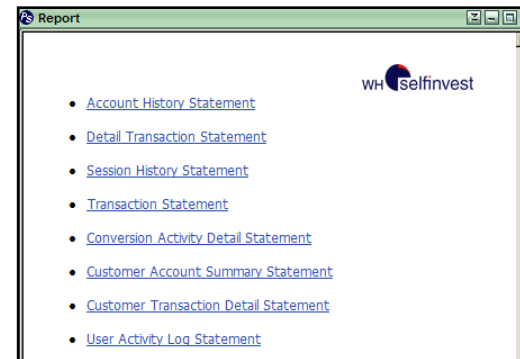 Report
WH selfinvest
Account History Statement
Detail Transaction Statement
Session History Statement
Transaction Statement
Conversion Activity Detail Statement
Customer Account Summary Statement
Customer Transaction Detail Statement
User Activity Log Statement